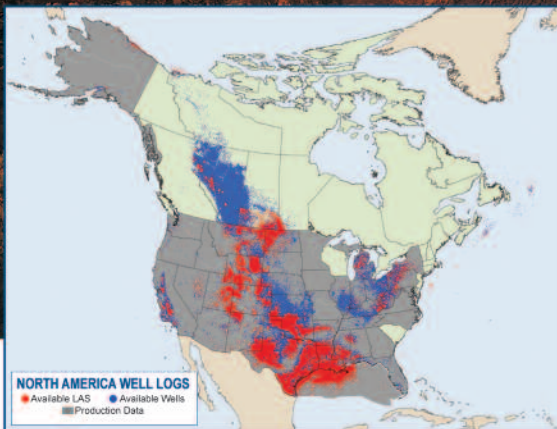 NORTH AMERICA WELL LOGS
Available LAS Available Wells
Production Data